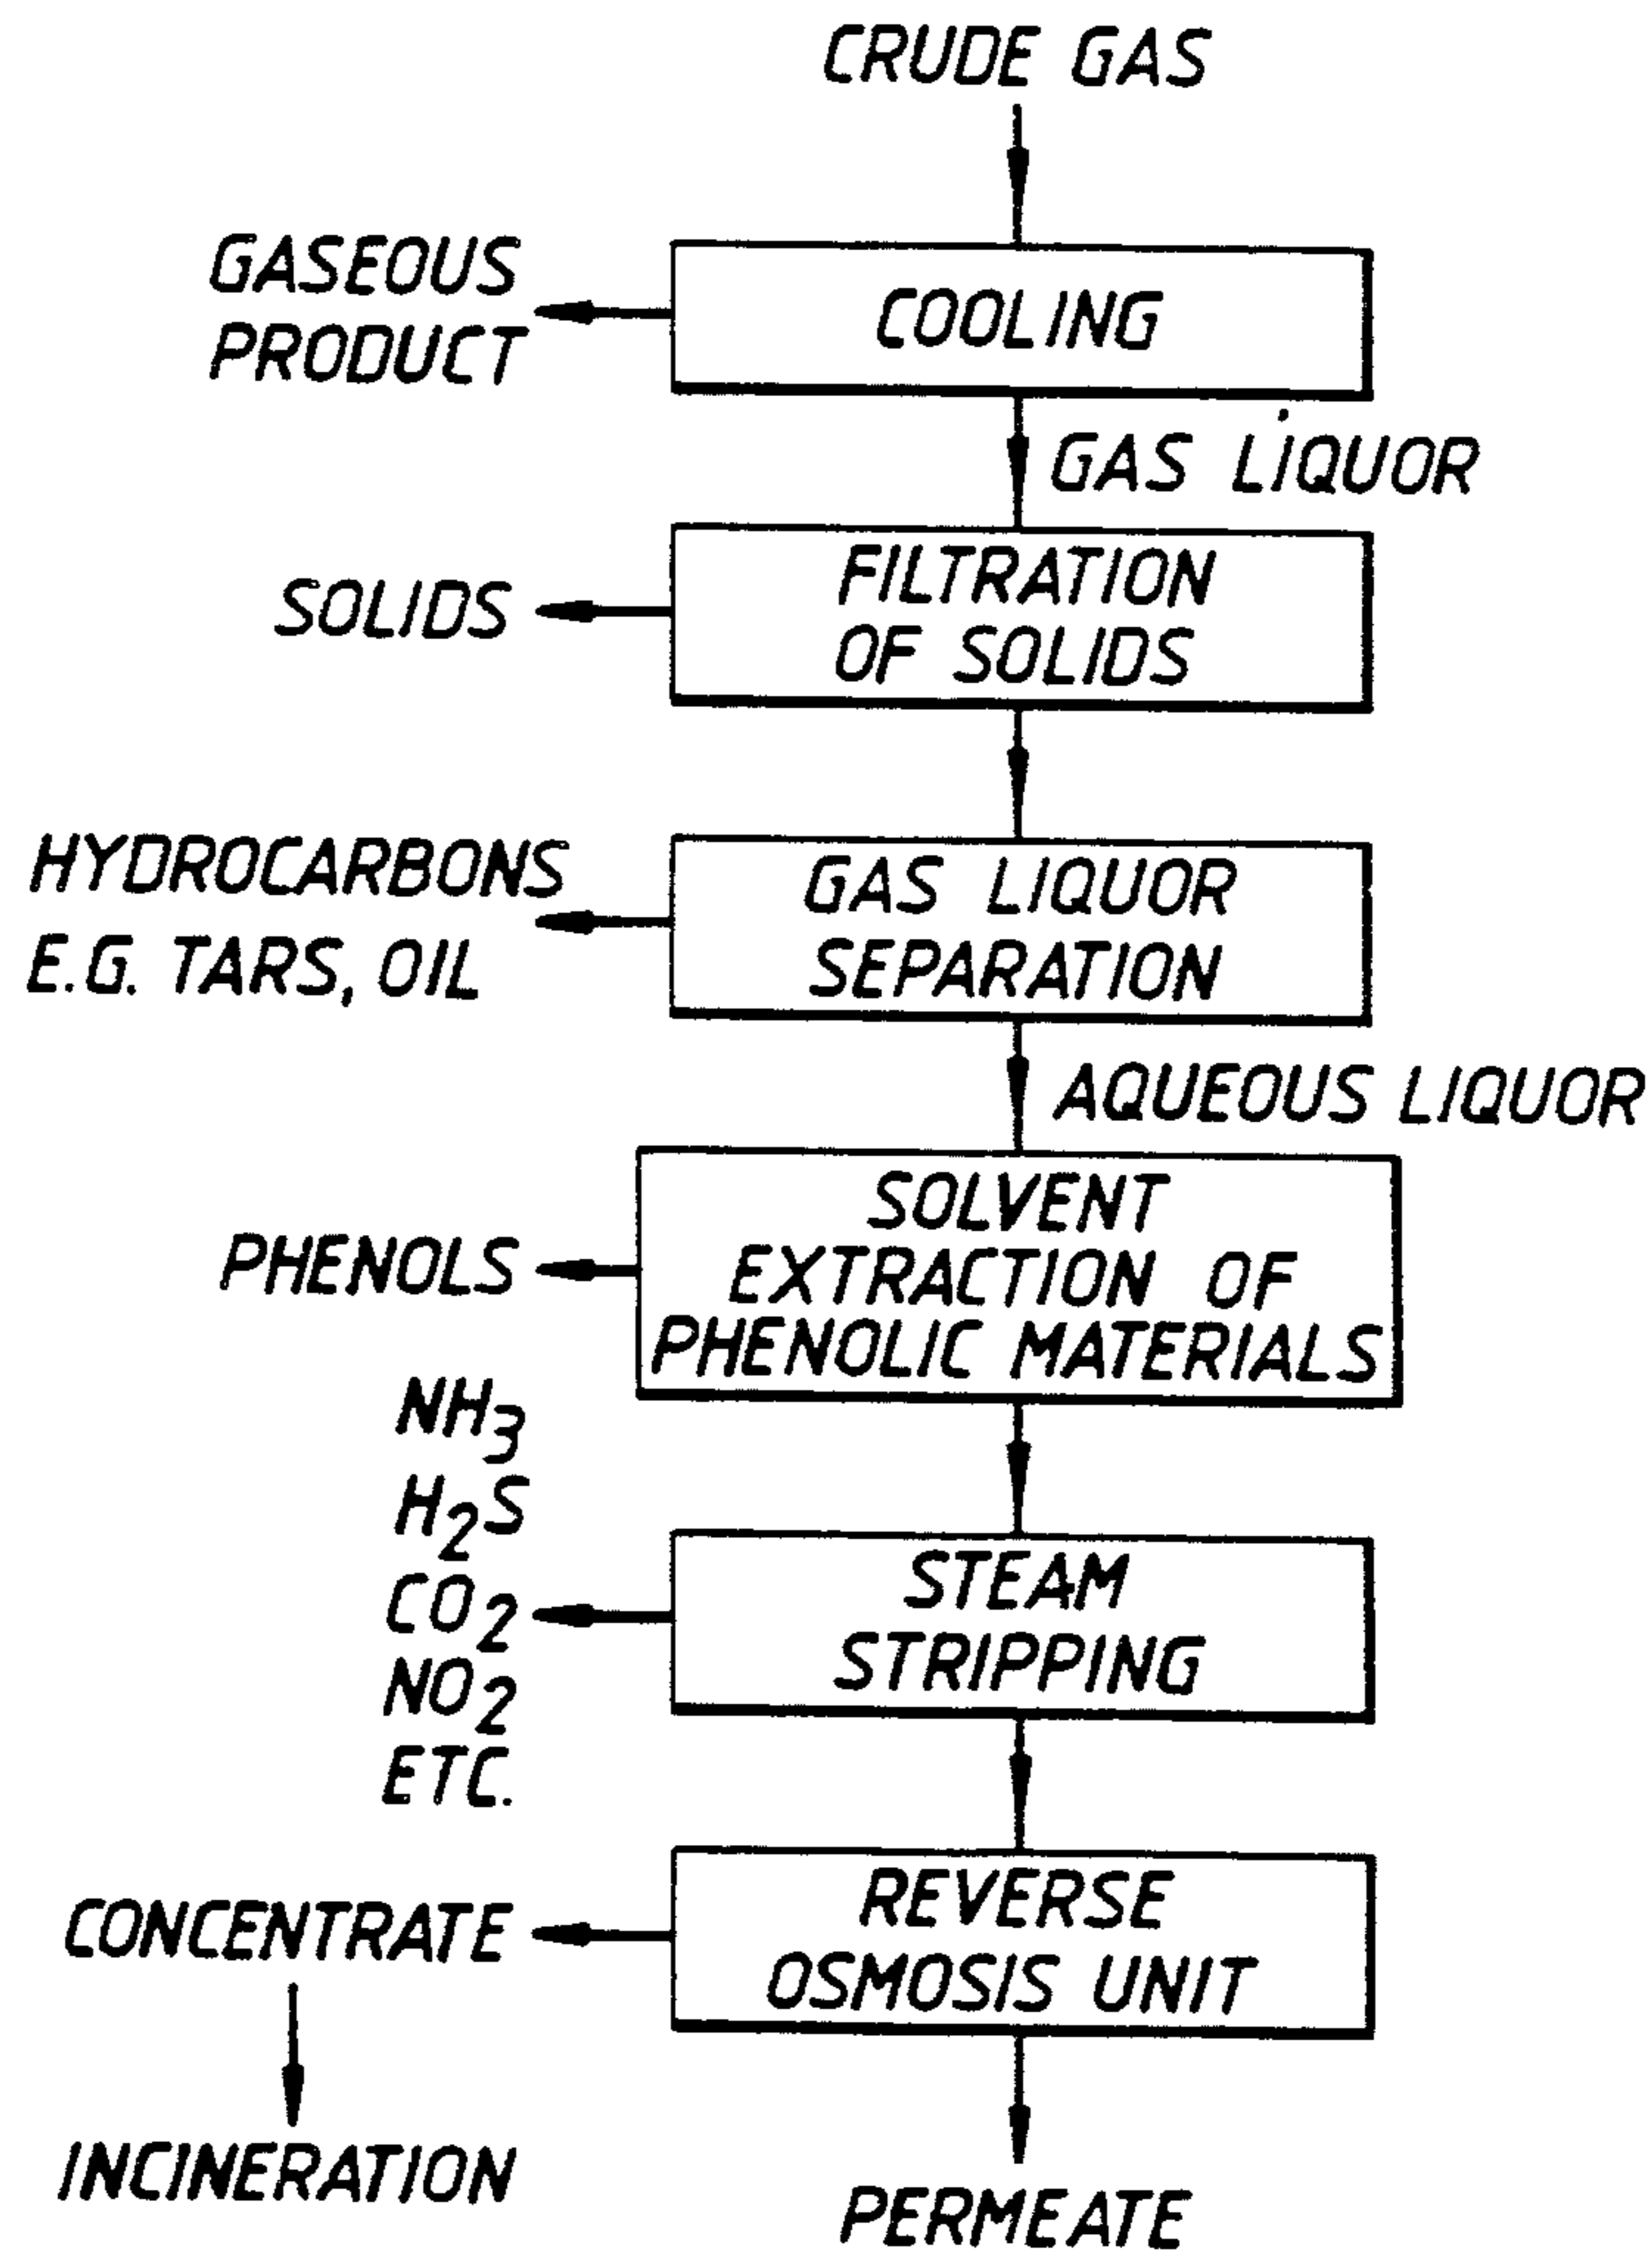 CRUDE GAS
GASEOUS
PRODUCT
COOLING
GAS LIQUOR
SOLIDS
FILTRATION
OF SOLIDS
HYDROCARBONS
E.G. TARS, OIL
GAS LIQUOR
SEPARATION
AQUEOUS LIQUOR
PHENOLS
SOLVENT
EXTRACTION OF
PHENOLIC MATERIALS
NH3
H2S
CO2
NO2
ETC.
STEAM
STRIPPING
CONCENTRATE
REVERSE
OSMOSIS UNIT
INCINERATION
PERMEATE